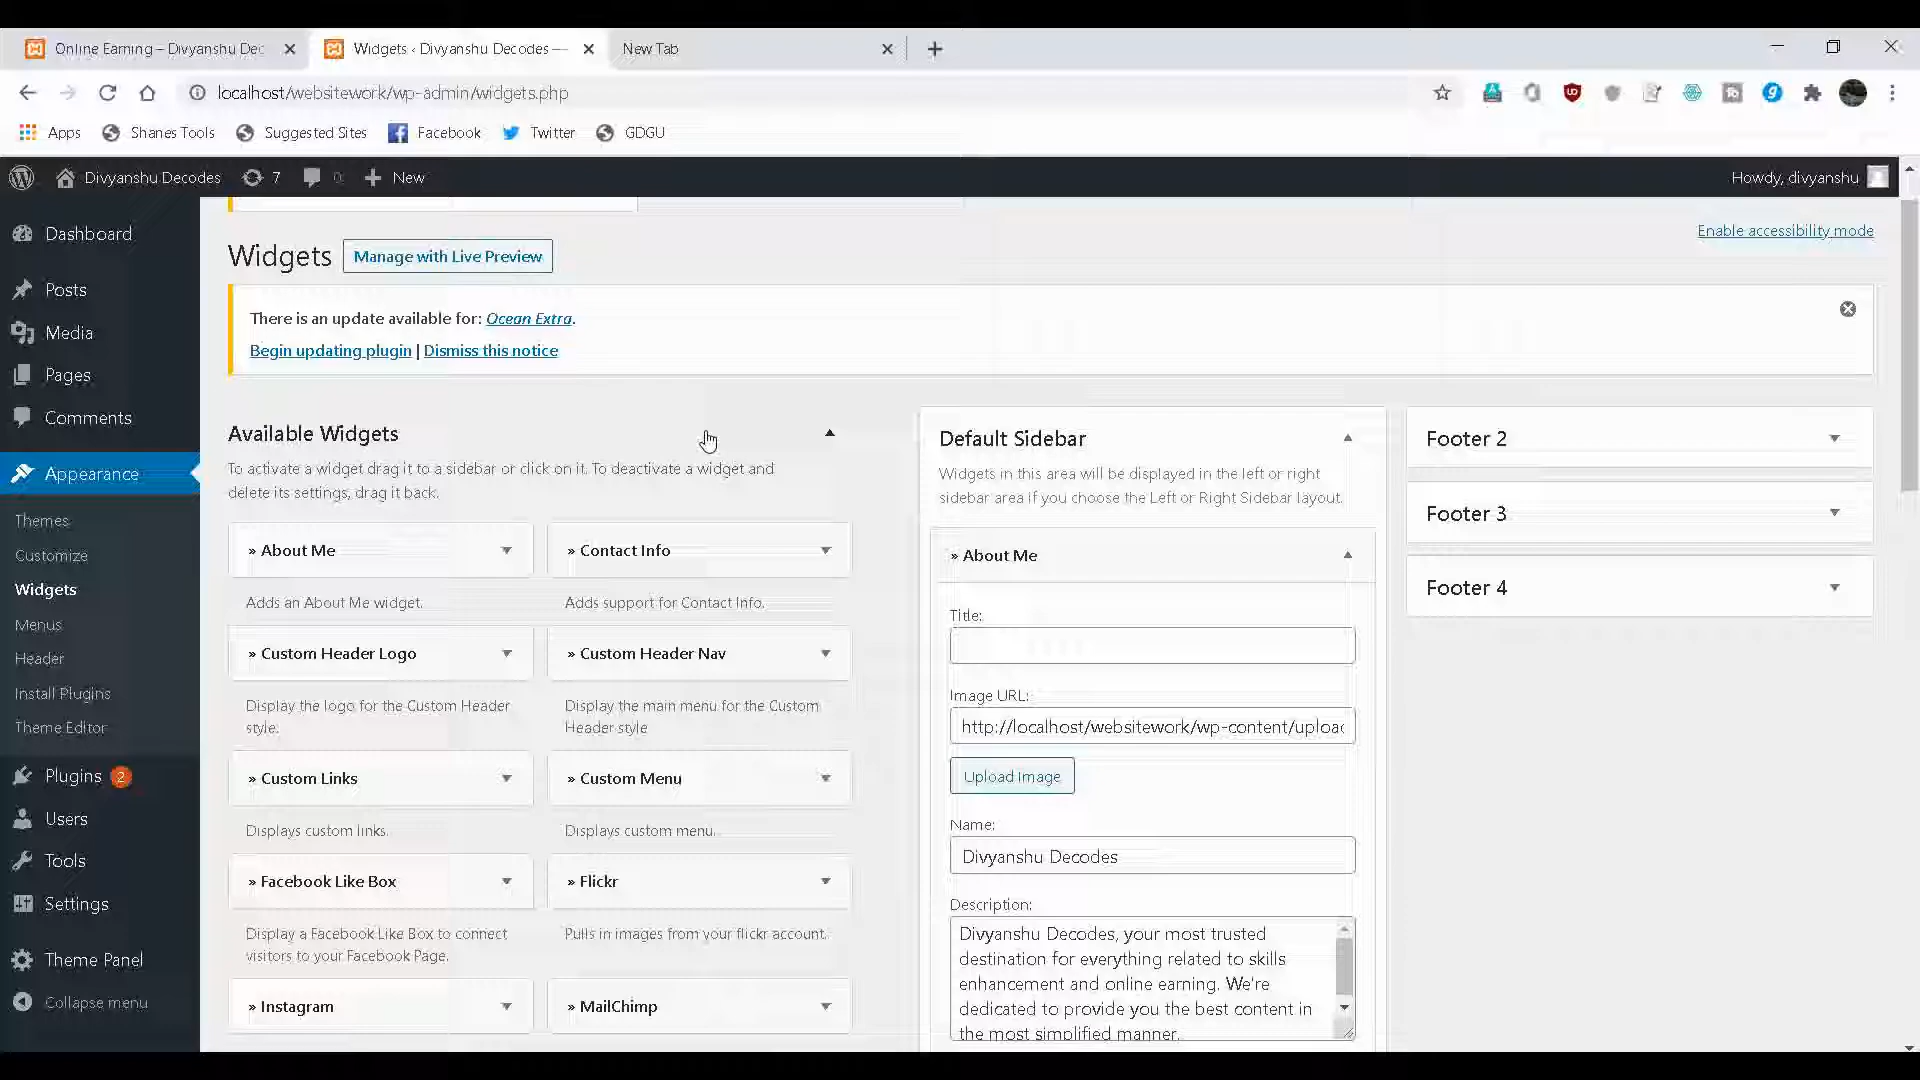 Online Earning – Divyanshu Dec
Widgets ‹ Divyanshu Decodes —
New Tab
localhost/websitework/wp-admin/widgets.php
Apps
Shanes Tools
Suggested Sites
Facebook
Twitter
GDGU
Divyanshu Decodes
7
0
New
Howdy, divyanshu
Dashboard
Posts
Media
Pages
Comments
Appearance
Themes
Customize
Widgets
Menus
Header
Install Plugins
Theme Editor
Plugins 2
Users
Tools
Settings
Theme Panel
Collapse menu
Enable accessibility mode
Widgets
Manage with Live Preview
There is an update available for: Ocean Extra.
Begin updating plugin | Dismiss this notice
Available Widgets
To activate a widget drag it to a sidebar or click on it. To deactivate a widget and
delete its settings, drag it back.
» About Me
Adds an About Me widget.
» Contact Info
Adds support for Contact Info.
» Custom Header Logo
Display the logo for the Custom Header
style.
» Custom Header Nav
Display the main menu for the Custom
Header style
» Custom Links
Displays custom links.
» Custom Menu
Displays custom menu.
» Facebook Like Box
Display a Facebook Like Box to connect
visitors to your Facebook Page.
» Flickr
Pulls in images from your flickr account.
» Instagram
» MailChimp
Default Sidebar
Widgets in this area will be displayed in the left or right
sidebar area if you choose the Left or Right Sidebar layout.
» About Me
Title:
Image URL:
http://localhost/websitework/wp-content/upload
Upload Image
Name:
Divyanshu Decodes
Description:
Divyanshu Decodes, your most trusted
destination for everything related to skills
enhancement and online earning. We're
dedicated to provide you the best content in
the most simplified manner.
Footer 2
Footer 3
Footer 4